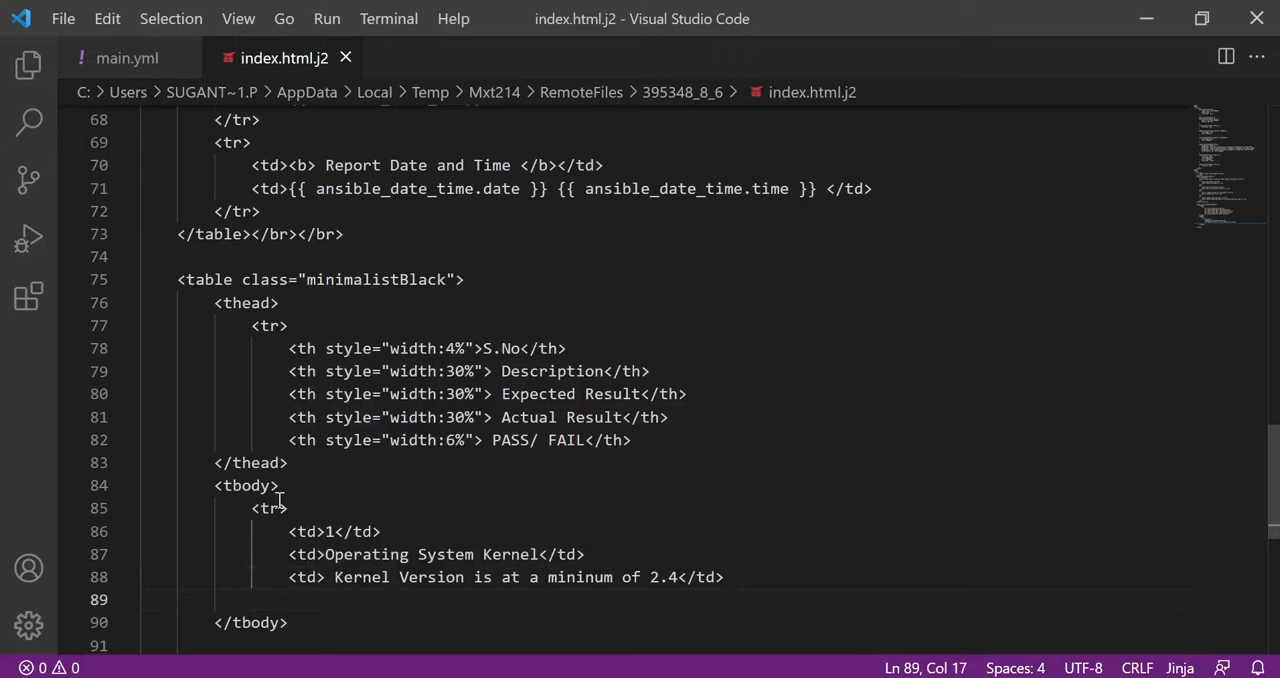 File Edit Selection View Go Run Terminal Help index.html.j2 - Visual Studio Code
! main.yml index.html.j2
C: > Users > SUGANT~1.P > AppData > Local > Temp > Mxt214 > RemoteFiles > 395348_8_6 > index.html.j2
68 </tr>
69 <tr>
70 <td><b> Report Date and Time </b></td>
71 <td>{{ ansible_date_time.date }} {{ ansible_date_time.time }} </td>
72 </tr>
73 </table></br></br>
74
75 <table class="minimalistBlack">
76 <thead>
77 <tr>
78 <th style="width:4%">S.No</th>
79 <th style="width:30%"> Description</th>
80 <th style="width:30%"> Expected Result</th>
81 <th style="width:30%"> Actual Result</th>
82 <th style="width:6%"> PASS/ FAIL</th>
83 </thead>
84 <tbody>
85 <tr>
86 <td>1</td>
87 <td>Operating System Kernel</td>
88 <td> Kernel Version is at a mininum of 2.4</td>
89
90 </tbody>
91
0 0 Ln 89, Col 17 Spaces: 4 UTF-8 CRLF Jinja